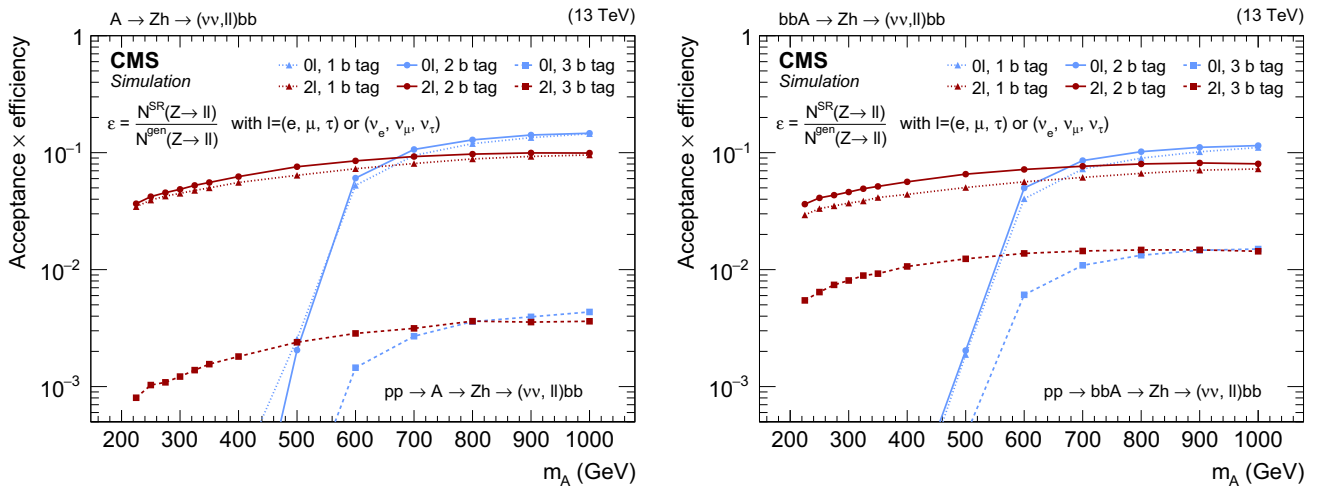 A → Zh → (νν,ll)bb (13 TeV)
CMS
Simulation
0l, 1 b tag 0l, 2 b tag 0l, 3 b tag
2l, 1 b tag 2l, 2 b tag 2l, 3 b tag
ε = N^SR(Z→ ll) / N^gen(Z→ ll) with l=(e, μ, τ) or (ν_e, ν_μ, ν_τ)
Acceptance × efficiency
1
10^−1
10^−2
10^−3
pp → A → Zh → (νν, ll)bb
200 300 400 500 600 700 800 900 1000
m_A (GeV)
bbA → Zh → (νν,ll)bb (13 TeV)
CMS
Simulation
0l, 1 b tag 0l, 2 b tag 0l, 3 b tag
2l, 1 b tag 2l, 2 b tag 2l, 3 b tag
ε = N^SR(Z→ ll) / N^gen(Z→ ll) with l=(e, μ, τ) or (ν_e, ν_μ, ν_τ)
Acceptance × efficiency
1
10^−1
10^−2
10^−3
pp → bbA → Zh → (νν, ll)bb
200 300 400 500 600 700 800 900 1000
m_A (GeV)